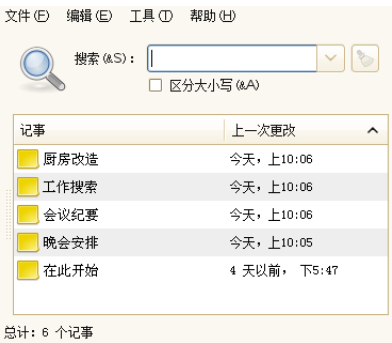 文件(F) 编辑(E) 工具(T) 帮助(H)
搜索(&S):
区分大小写(&A)
记事 上一次更改
厨房改造 今天，上10:06
工作搜索 今天，上10:06
会议纪要 今天，上10:06
晚会安排 今天，上10:05
在此开始 4 天以前， 下5:47
总计: 6 个记事